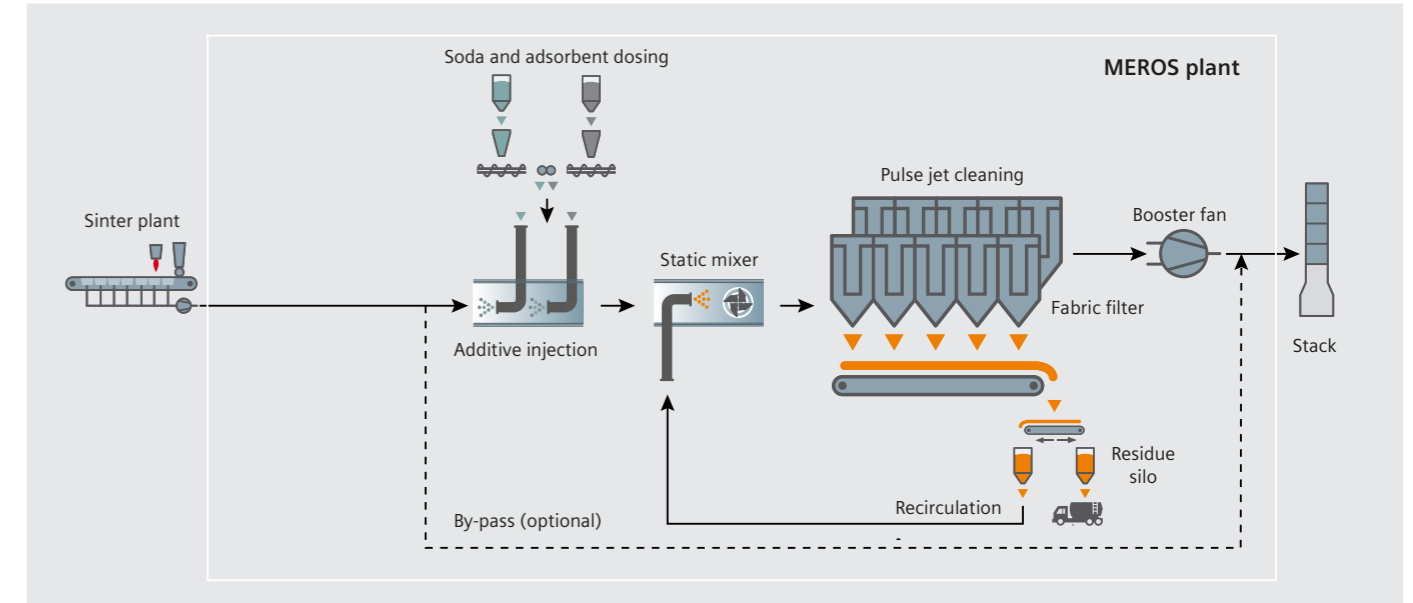 Soda and adsorbent dosing
MEROS plant
Pulse jet cleaning
Sinter plant
Booster fan
Static mixer
Fabric filter
Additive injection
Stack
Residue
silo
Recirculation
By-pass (optional)